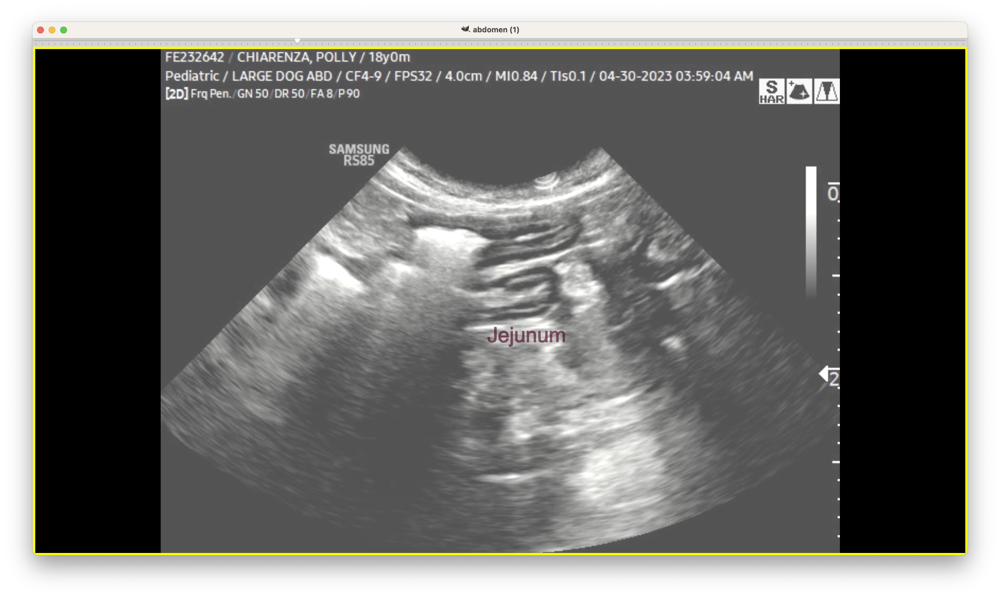 abdomen (1)
FE232642 / CHIARENZA, POLLY / 18y0m
Pediatric / LARGE DOG ABD / CF4-9 / FPS32 / 4.0cm / MI0.84 / TIs0.1 / 04-30-2023 03:59:04 AM
[2D] Frq Pen./GN 50/DR 50/FA 8/P 90
S
HAR
SAMSUNG
RS85
0
Jejunum
2